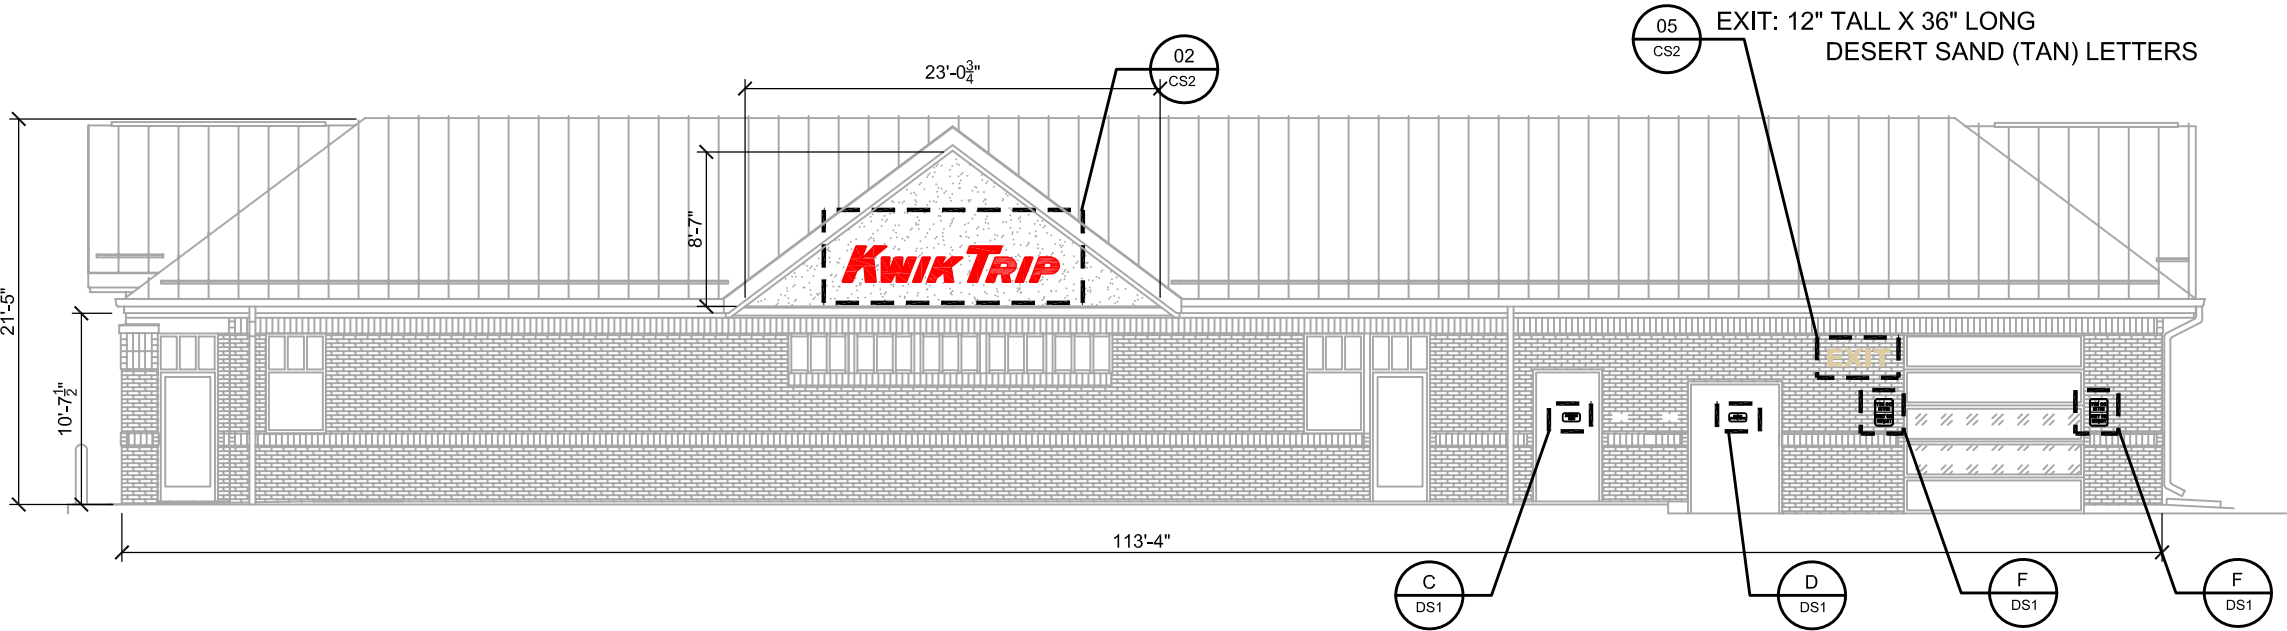 05
CS2
EXIT: 12" TALL X 36" LONG
DESERT SAND (TAN) LETTERS
02
CS2
23'-0¾"
8'-7"
KWIK TRIP
21'-5"
10'-7½"
EXIT
113'-4"
C
DS1
D
DS1
F
DS1
F
DS1